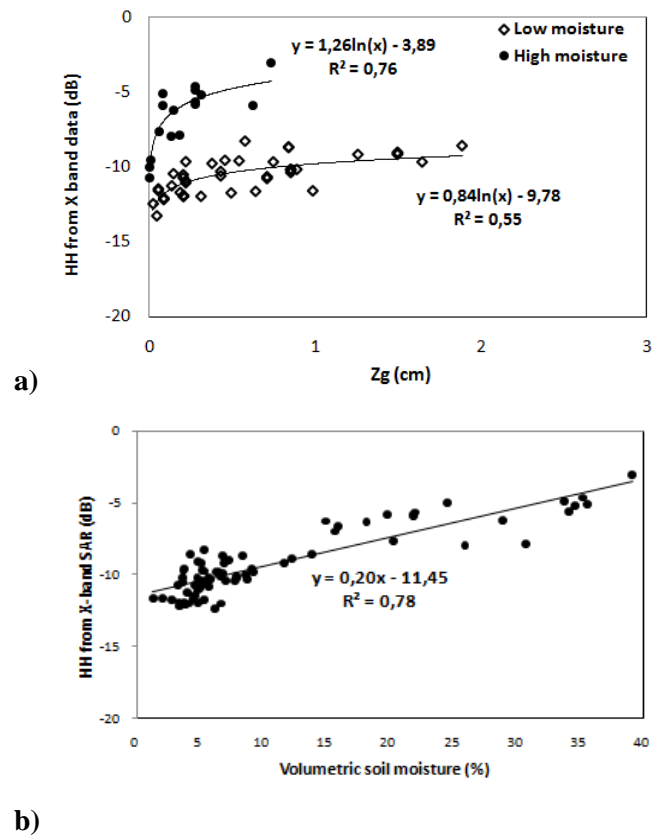 0
-5
-10
-15
-20
HH from X band data (dB)
y = 1,26ln(x) - 3,89
R² = 0,76
Low moisture
High moisture
y = 0,84ln(x) - 9,78
R² = 0,55
0 1 2 3
Zg (cm)
a)
0
-5
-10
-15
-20
HH from X-band SAR (dB)
y = 0,20x - 11,45
R² = 0,78
0 5 10 15 20 25 30 35 40
Volumetric soil moisture (%)
b)